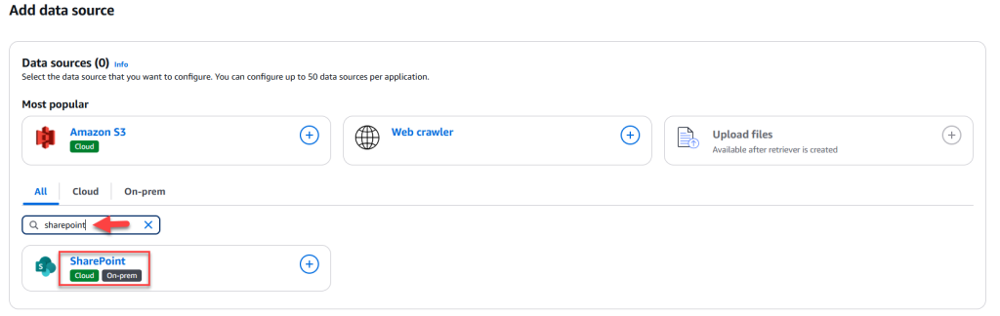 Add data source
Data sources (0) Info
Select the data source that you want to configure. You can configure up to 50 data sources per application.
Most popular
Amazon S3
Cloud
Web crawler
Upload files
Available after retriever is created
All Cloud On-prem
sharepoint
S
SharePoint
Cloud On-prem